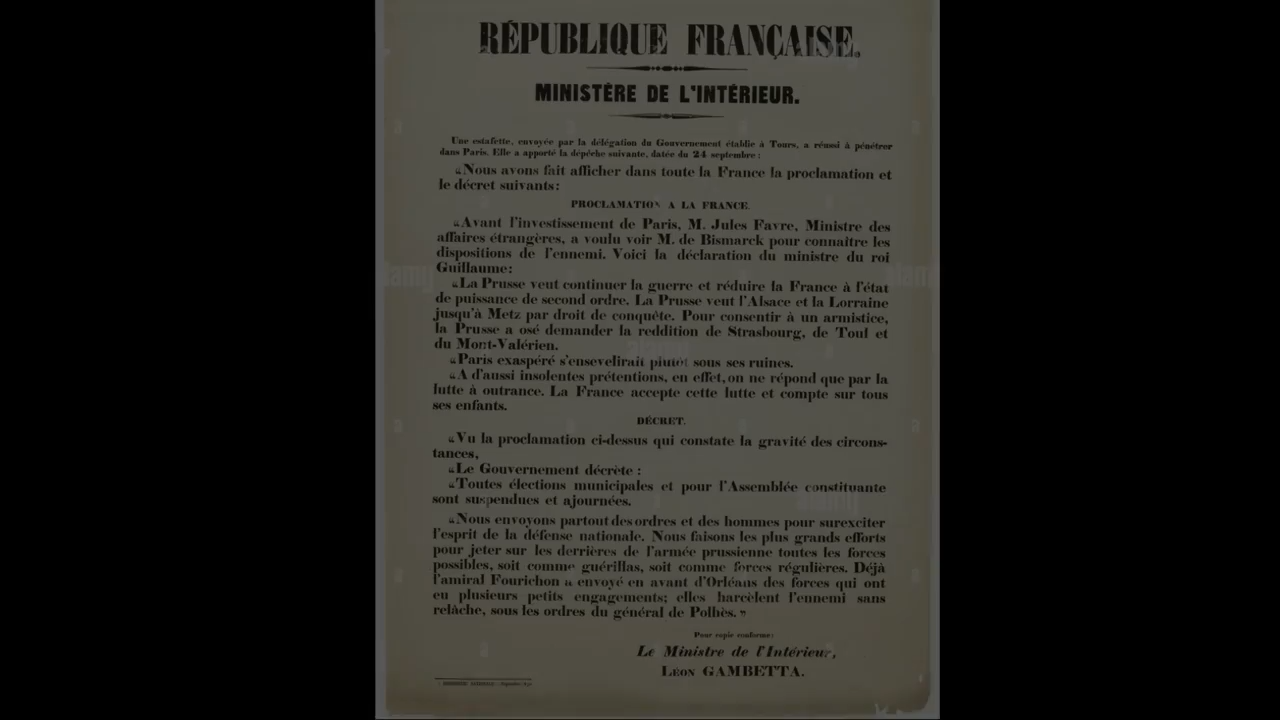 RÉPUBLIQUE FRANÇAISE.
MINISTÈRE DE L'INTÉRIEUR.
Une estafette, envoyée par la délégation du Gouvernement établie à Tours, a réussi à pénétrer
dans Paris. Elle a apporté la dépêche suivante, datée du 24 septembre :
«Nous avons fait afficher dans toute la France la proclamation et
le décret suivants:
PROCLAMATION A LA FRANCE.
«Avant l'investissement de Paris, M. Jules Favre, Ministre des
affaires étrangères, a voulu voir M. de Bismarck pour connaître les
dispositions de l'ennemi. Voici la déclaration du ministre du roi
Guillaume:
«La Prusse veut continuer la guerre et réduire la France à l'état
de puissance de second ordre. La Prusse veut l'Alsace et la Lorraine
jusqu'à Metz par droit de conquête. Pour consentir à un armistice,
la Prusse a osé demander la reddition de Strasbourg, de Toul et
du Mont-Valérien.
«Paris exaspéré s'ensevelirait plutôt sous ses ruines.
«A d'aussi insolentes prétentions, en effet, on ne répond que par la
lutte à outrance. La France accepte cette lutte et compte sur tous
ses enfants.
DÉCRET.
«Vu la proclamation ci-dessus qui constate la gravité des circons-
tances,
«Le Gouvernement décrète :
«Toutes élections municipales et pour l'Assemblée constituante
sont suspendues et ajournées.
«Nous envoyons partout des ordres et des hommes pour surexciter
l'esprit de la défense nationale. Nous faisons les plus grands efforts
pour jeter sur les derrières de l'armée prussienne toutes les forces
possibles, soit comme guérillas, soit comme forces régulières. Déjà
l'amiral Fourichon a envoyé en avant d'Orléans des forces qui ont
eu plusieurs petits engagements; elles harcèlent l'ennemi sans
relâche, sous les ordres du général de Polhès.»
Pour copie conforme:
Le Ministre de l'Intérieur,
LÉON GAMBETTA.